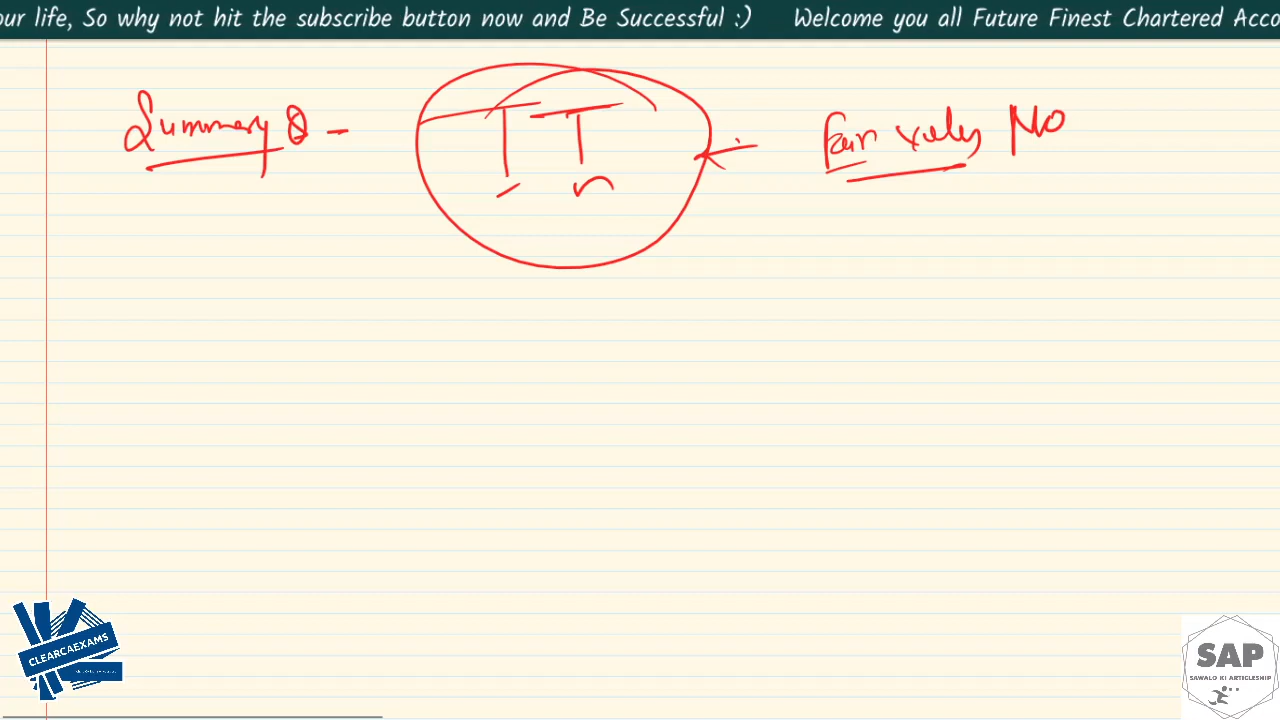 our life, So why not hit the subscribe button now and Be Successful :) Welcome you all Future Finest Chartered Acco
Summary Q - Fair value No
CLEARCAEXAMS
SAP
SAWALO KI ARTICLESHIP